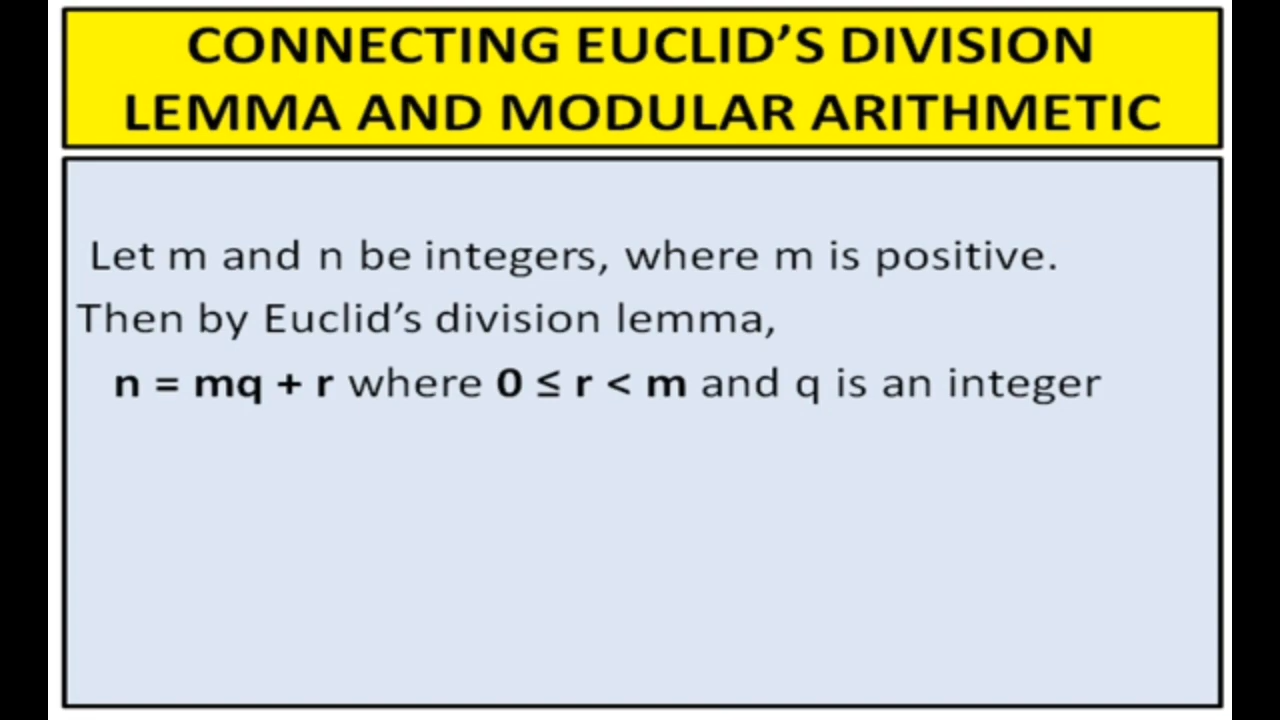 CONNECTING EUCLID’S DIVISION
LEMMA AND MODULAR ARITHMETIC
Let m and n be integers, where m is positive.
Then by Euclid’s division lemma,
n = mq + r where 0 ≤ r < m and q is an integer